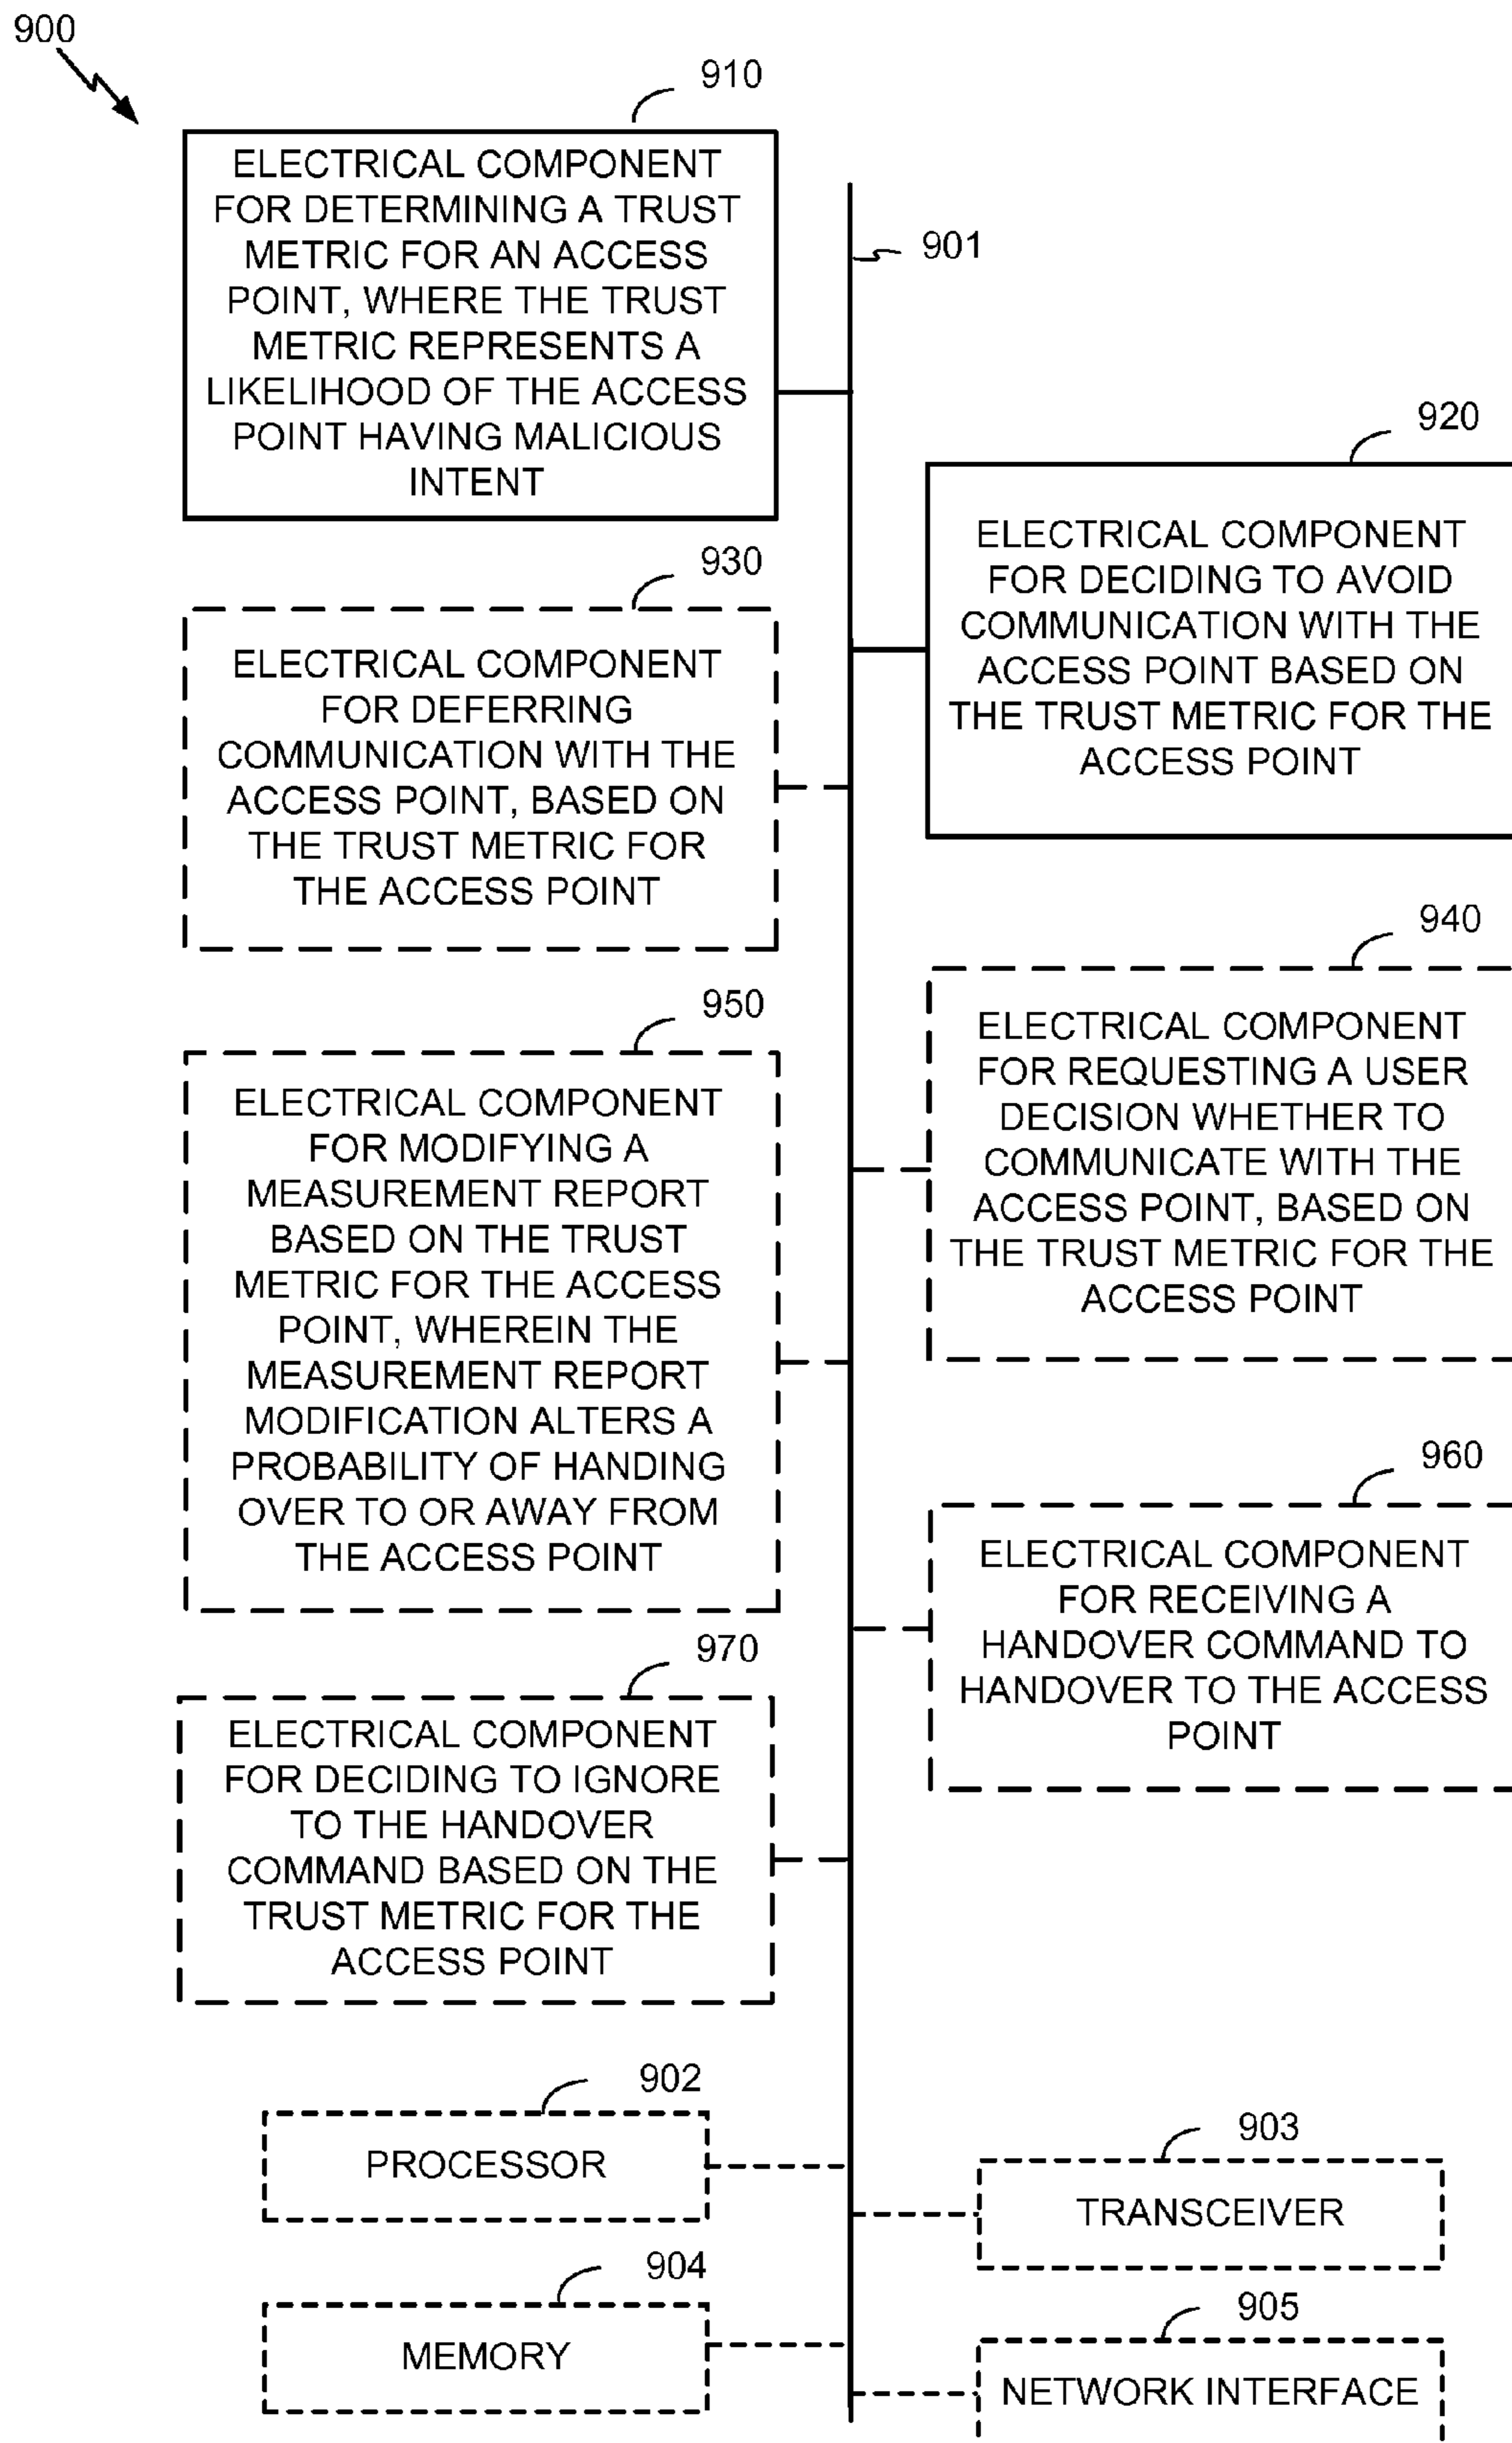 900
910
ELECTRICAL COMPONENT
FOR DETERMINING A TRUST
METRIC FOR AN ACCESS
POINT, WHERE THE TRUST
METRIC REPRESENTS A
LIKELIHOOD OF THE ACCESS
POINT HAVING MALICIOUS
INTENT
901
920
ELECTRICAL COMPONENT
FOR DECIDING TO AVOID
COMMUNICATION WITH THE
ACCESS POINT BASED ON
THE TRUST METRIC FOR THE
ACCESS POINT
930
ELECTRICAL COMPONENT
FOR DEFERRING
COMMUNICATION WITH THE
ACCESS POINT, BASED ON
THE TRUST METRIC FOR
THE ACCESS POINT
940
ELECTRICAL COMPONENT
FOR REQUESTING A USER
DECISION WHETHER TO
COMMUNICATE WITH THE
ACCESS POINT, BASED ON
THE TRUST METRIC FOR THE
ACCESS POINT
950
ELECTRICAL COMPONENT
FOR MODIFYING A
MEASUREMENT REPORT
BASED ON THE TRUST
METRIC FOR THE ACCESS
POINT, WHEREIN THE
MEASUREMENT REPORT
MODIFICATION ALTERS A
PROBABILITY OF HANDING
OVER TO OR AWAY FROM
THE ACCESS POINT
960
ELECTRICAL COMPONENT
FOR RECEIVING A
HANDOVER COMMAND TO
HANDOVER TO THE ACCESS
POINT
970
ELECTRICAL COMPONENT
FOR DECIDING TO IGNORE
TO THE HANDOVER
COMMAND BASED ON THE
TRUST METRIC FOR THE
ACCESS POINT
902
PROCESSOR
903
TRANSCEIVER
904
MEMORY
905
NETWORK INTERFACE